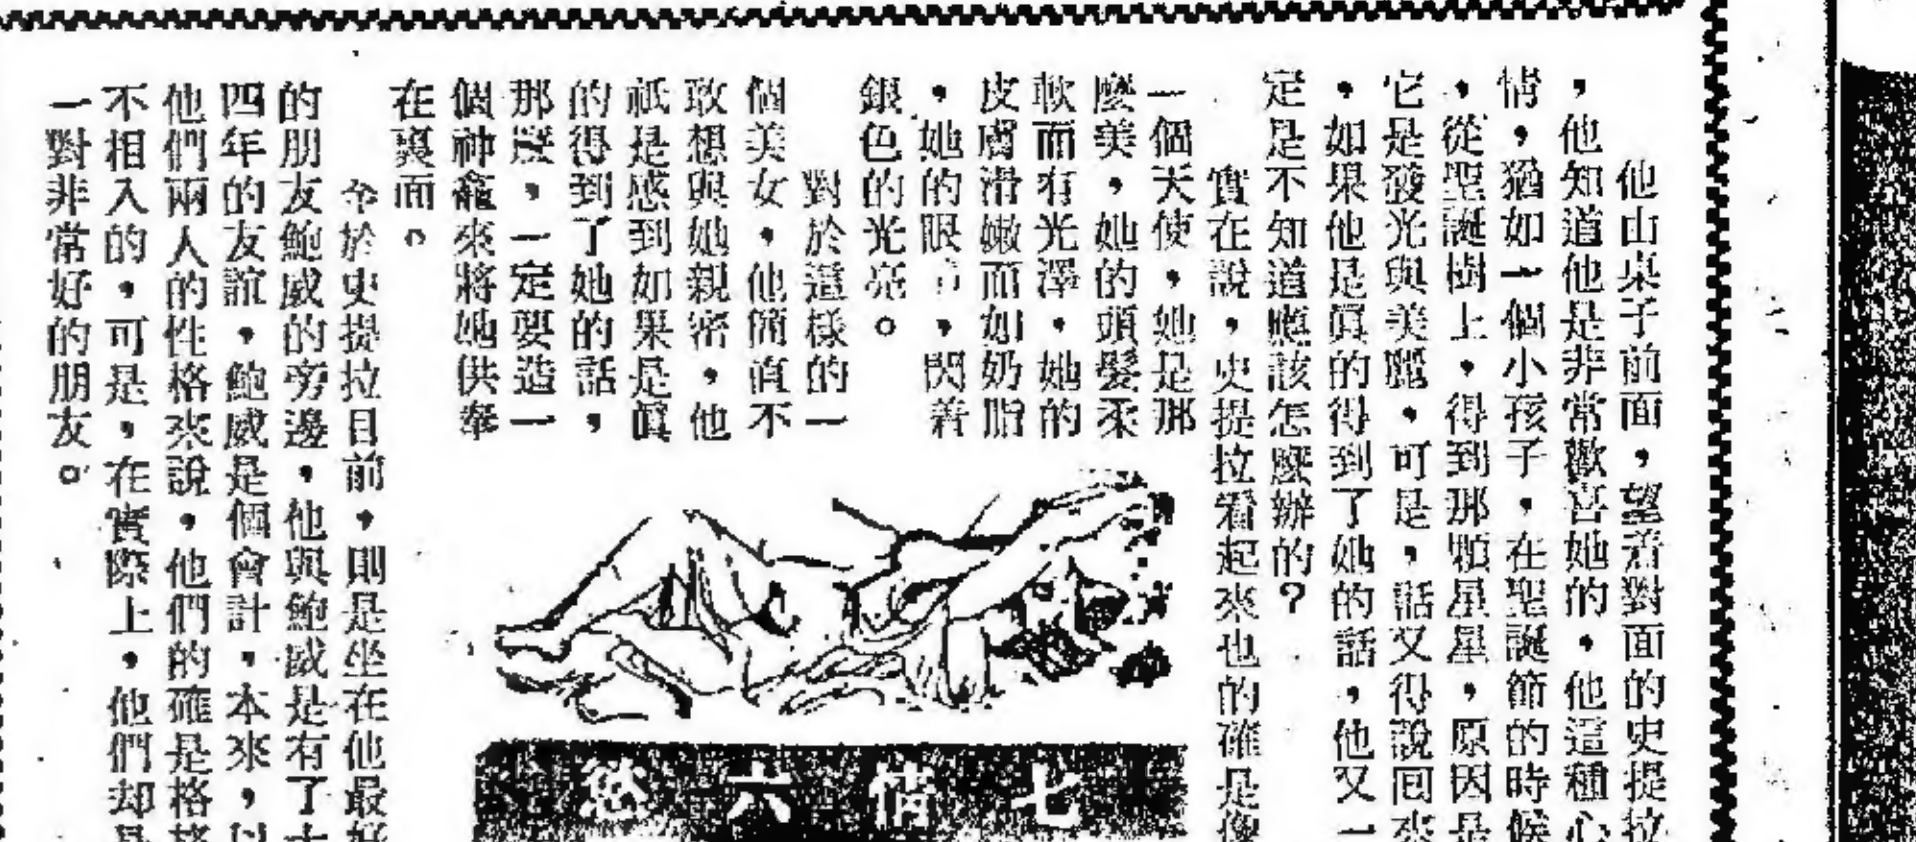 他山桌子前面，望着對面的史提拉
，他知道他是非常歡喜她的，他這種心
情，猶如一個小孩子，在聖誕節的時候
，從聖誕樹上，得到那顆星星，原因是
它是發光與美麗，可是，話又得說回來
，如果他是眞的得到了她的話，他又一
定是不知道應該怎麼辦的？
實在說，史提拉看起來也的確是像
一個天使，她是那
麼美，她的頭髮柔
軟而有光澤，她的
皮膚滑嫩而如奶脂
，她的眼，閃着
銀色的光亮。
對於這樣的一
個美女，他簡直不
敢想與她親密，他
祇是感到如果是眞
的得到了她的話，
那麼，一定要造一
個神龕來將她供奉
在裏面。
七情六慾
至於史提拉目前，則是坐在他最好
的朋友鮑威的旁邊，他與鮑威是有了十
四年的友誼，鮑威是個會計，本來，以
他們兩人的性格來說，他們的確是格格
不相入的，可是，在實際上，他們却是
一對非常好的朋友。